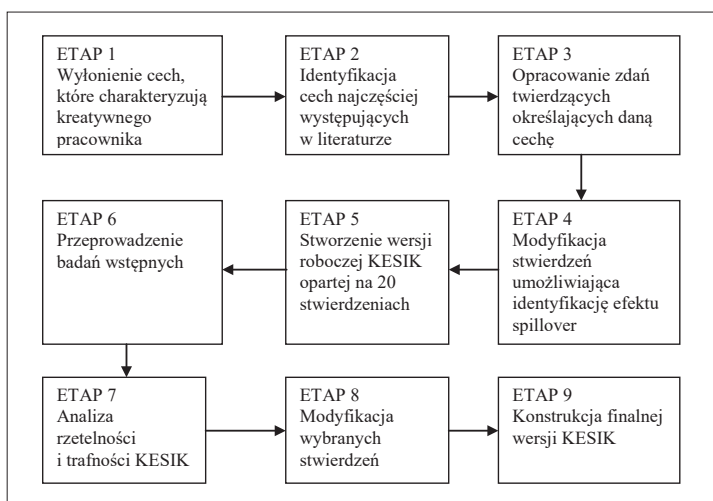 ETAP 1
Wyłonienie cech,
które charakteryzują
kreatywnego
pracownika
ETAP 2
Identyfikacja
cech najczęściej
występujących
w literaturze
ETAP 3
Opracowanie zdań
twierdzących
określających daną
cechę
ETAP 4
Modyfikacja
stwierdzeń
umożliwiająca
identyfikację efektu
spillover
ETAP 5
Stworzenie wersji
roboczej KESIK
opartej na 20
stwierdzeniach
ETAP 6
Przeprowadzenie
badań wstępnych
ETAP 7
Analiza
rzetelności
i trafności KESIK
ETAP 8
Modyfikacja
wybranych
stwierdzeń
ETAP 9
Konstrukcja finalnej
wersji KESIK